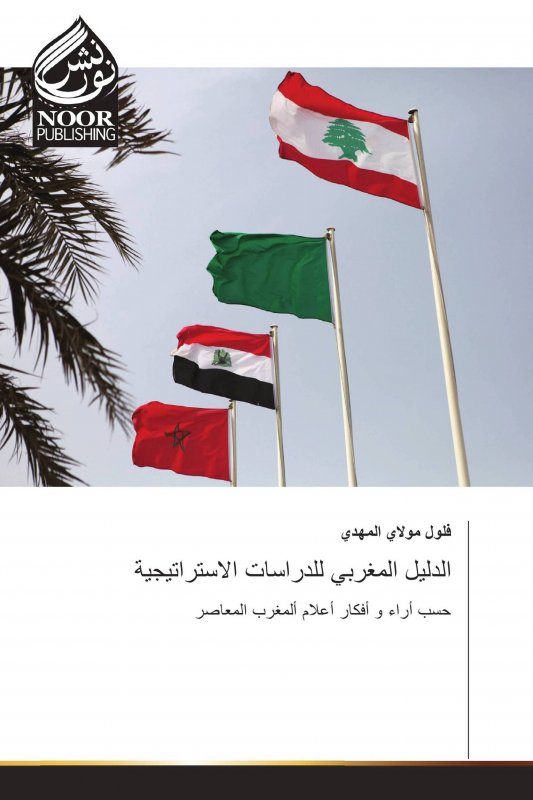 نشر
نور
NOOR
PUBLISHING
فلول مولاي المهدي
الدليل المغربي للدراسات الاستراتيجية
حسب أراء و أفكار أعلام ألمغرب المعاصر